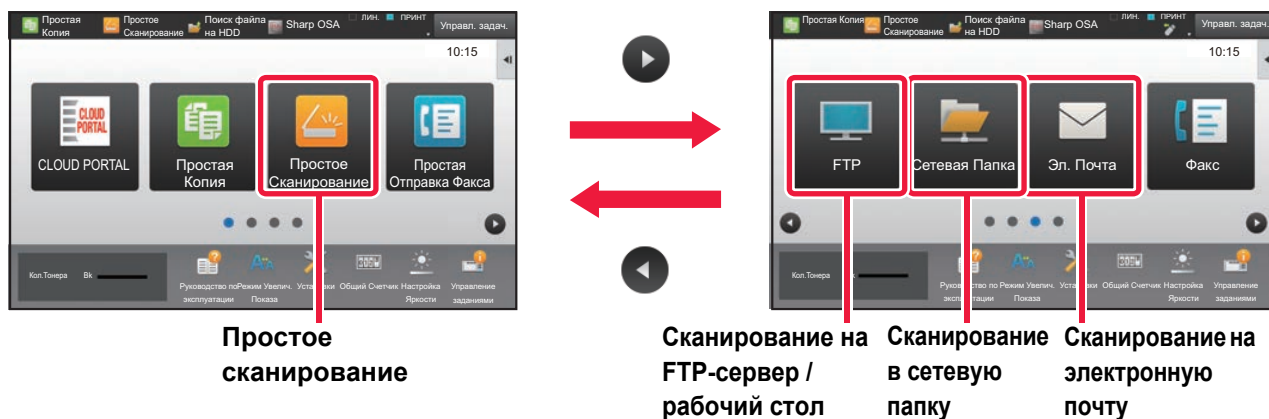 Простая Копия
Простое Сканирование
Поиск файла на HDD
Sharp OSA
ЛИН.
ПРИНТ
Управл. задач.
10:15
CLOUD PORTAL
CLOUD PORTAL
Простая Копия
Простое Сканирование
Простая Отправка Факса
Кол.Тонера
Bk
Руководство по эксплуатации
Режим Увелич. Показа
Общий Счетчик
Настройка Яркости
Управление заданиями
Простое
сканирование
Простая Копия
Простое Сканирование
Поиск файла на HDD
Sharp OSA
ЛИН.
ПРИНТ
Управл. задач.
10:15
FTP
Сетевая Папка
Эл. Почта
Факс
Кол.Тонера
Режим Увелич. Показа
Общий Счетчик
Настройка Яркости
Управление заданиями
Сканирование на
FTP-сервер /
рабочий стол
Сканирование
в сетевую
папку
Сканирование на
электронную
почту